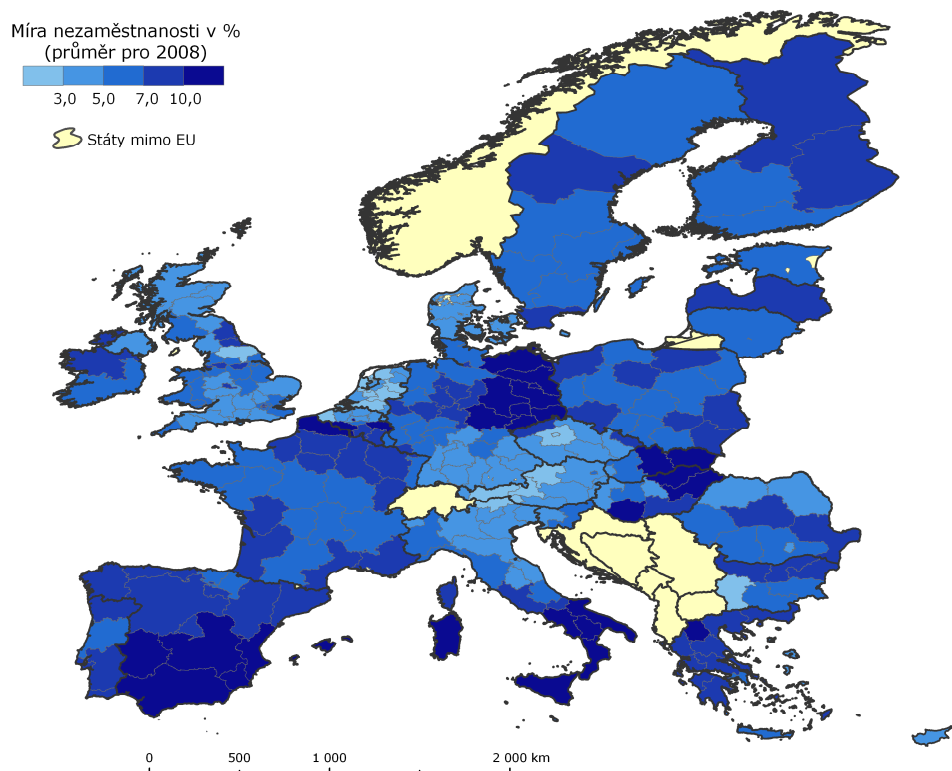 Míra nezaměstnanosti v %
(průměr pro 2008)
3,0 5,0 7,0 10,0
Státy mimo EU
0 500 1 000 2 000 km